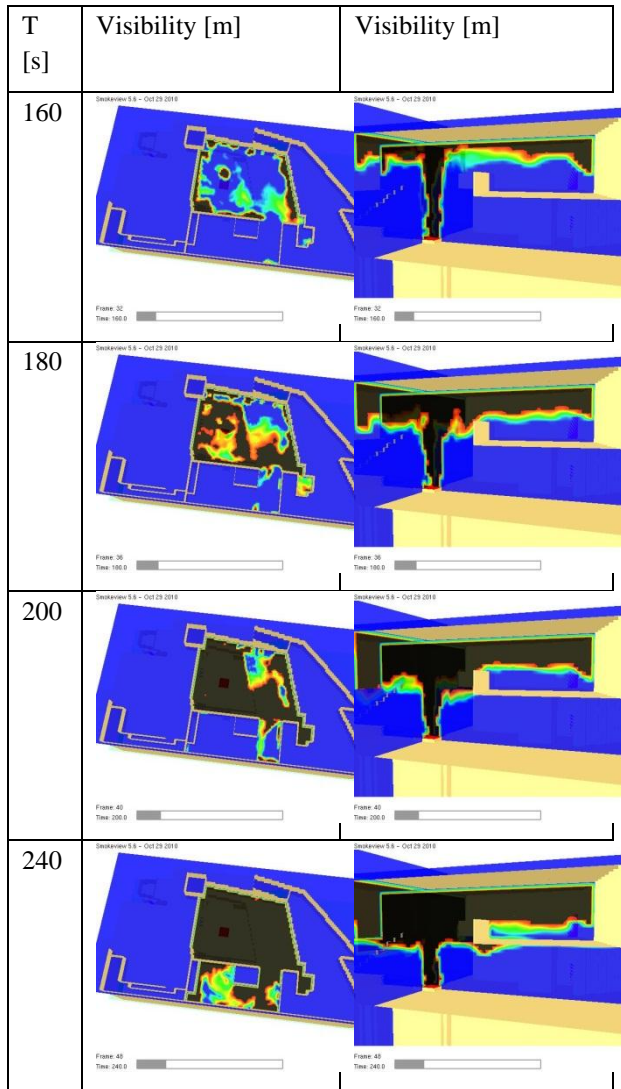 T
[s]
Visibility [m]
Visibility [m]
160
Smokeview 5.6 - Oct 29 2010
Frame: 32
Time: 160.0
Smokeview 5.6 - Oct 29 2010
Frame: 32
Time: 160.0
180
Smokeview 5.6 - Oct 29 2010
Frame: 36
Time: 180.0
Smokeview 5.6 - Oct 29 2010
Frame: 36
Time: 180.0
200
Smokeview 5.6 - Oct 29 2010
Frame: 40
Time: 200.0
Smokeview 5.6 - Oct 29 2010
Frame: 40
Time: 200.0
240
Smokeview 5.6 - Oct 29 2010
Frame: 48
Time: 240.0
Smokeview 5.6 - Oct 29 2010
Frame: 48
Time: 240.0